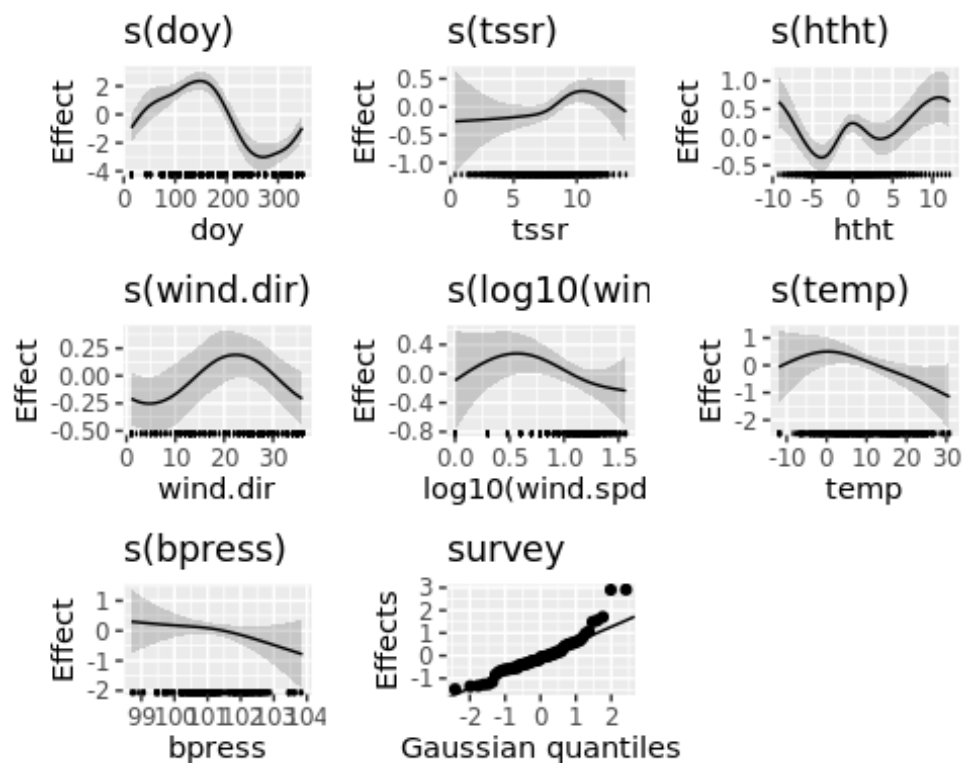 s(doy)
Effect
2
0
-2
-4
0 100 200 300
doy
s(tssr)
Effect
0.5
0.0
-0.5
-1.0
0 5 10
tssr
s(htht)
Effect
1.0
0.5
0.0
-0.5
-10 -5 0 5 10
htht
s(wind.dir)
Effect
0.25
0.00
-0.25
-0.50
0 10 20 30
wind.dir
s(log10(win
Effect
0.4
0.0
-0.4
-0.8
0.0 0.5 1.0 1.5
log10(wind.spd
s(temp)
Effect
1
0
-1
-2
-10 0 10 20 30
temp
s(bpress)
Effect
1
0
-1
-2
99 100 101 102 103 104
bpress
survey
Effects
3
2
1
0
-1
-2 -1 0 1 2
Gaussian quantiles